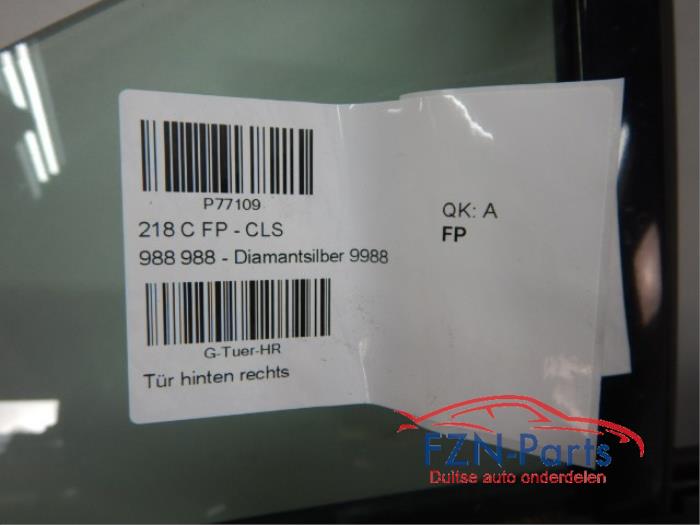 P77109
218 C FP - CLS
988 988 - Diamantsilber 9988
G-Tuer-HR
Tür hinten rechts
QK: A
FP
FZN-Parts
Duitse auto onderdelen